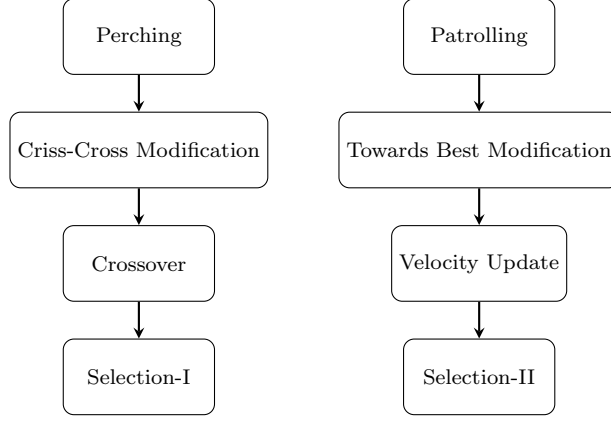 Perching
Patrolling
Criss-Cross Modification
Towards Best Modification
Crossover
Velocity Update
Selection-I
Selection-II